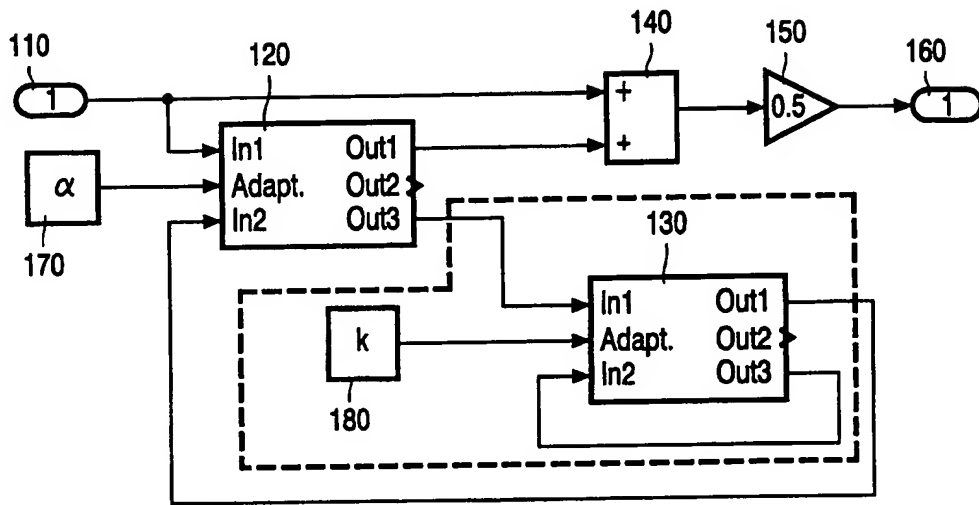 110
1
120
140
150
160
+
+
0.5
1
α
170
In1
Adapt.
In2
Out1
Out2
Out3
130
k
180
In1
Adapt.
In2
Out1
Out2
Out3